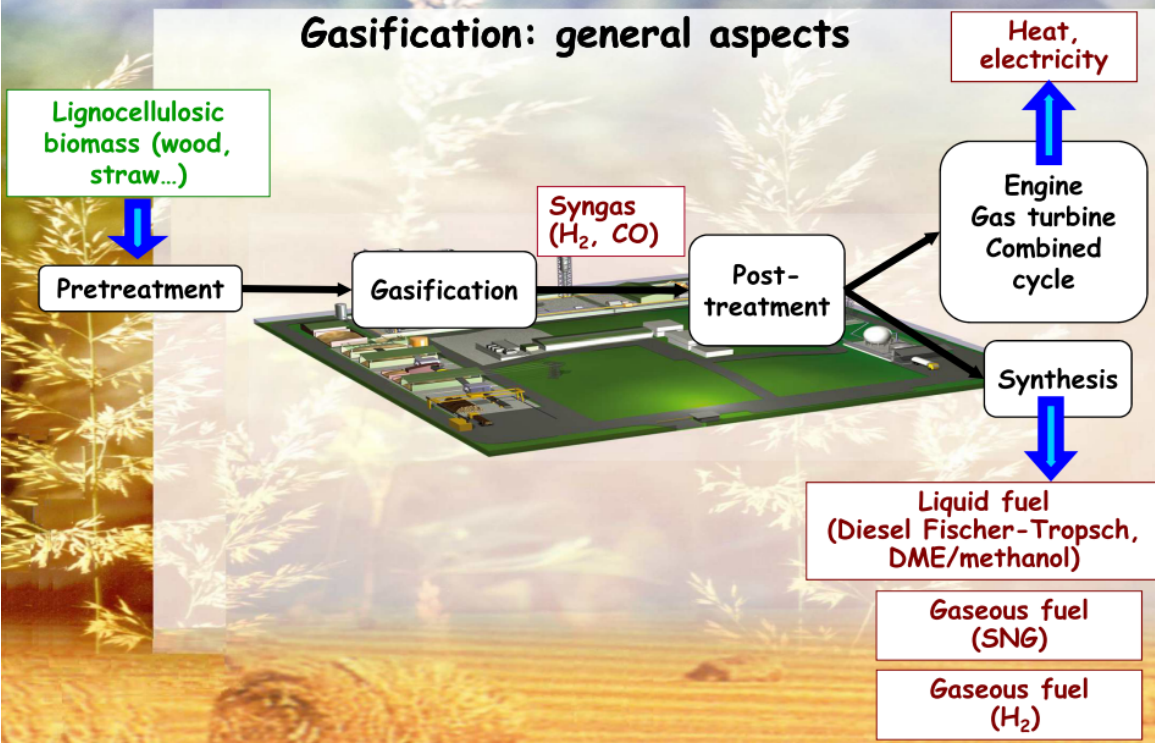 Gasification: general aspects
Heat,
electricity
Lignocellulosic
biomass (wood,
straw…)
Syngas
(H₂, CO)
Engine
Gas turbine
Combined
cycle
Pretreatment
Gasification
Post-
treatment
Synthesis
Liquid fuel
(Diesel Fischer-Tropsch,
DME/methanol)
Gaseous fuel
(SNG)
Gaseous fuel
(H₂)